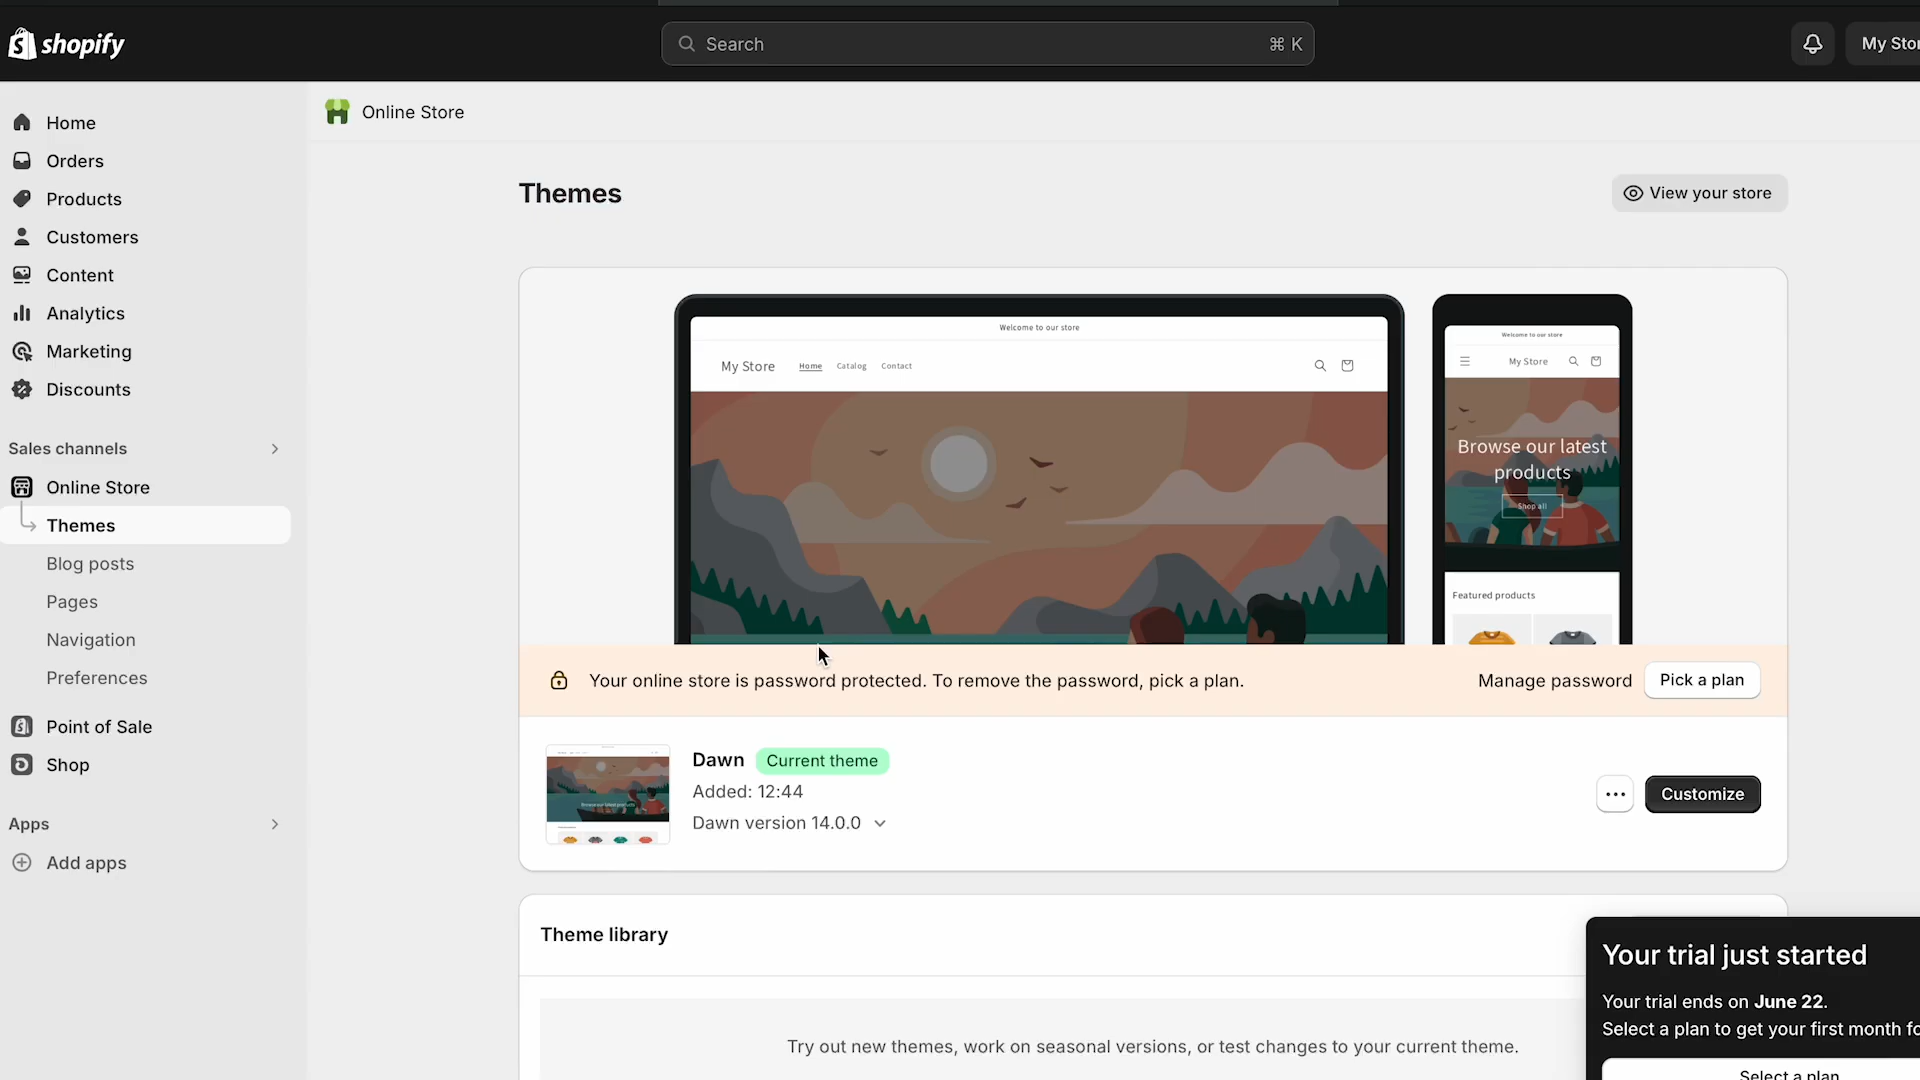 shopify
Search
⌘ K
My Stor
Home
Orders
Products
Customers
Content
Analytics
Marketing
Discounts
Sales channels
Online Store
Themes
Blog posts
Pages
Navigation
Preferences
Point of Sale
Shop
Apps
Add apps
Online Store
Themes
View your store
Welcome to our store
My Store
Home
Catalog
Contact
Welcome to our store
My Store
Browse our latest
products
Shop all
Featured products
Your online store is password protected. To remove the password, pick a plan.
Manage password
Pick a plan
Dawn
Current theme
Added: 12:44
Dawn version 14.0.0
Customize
Browse our latest products
Theme library
Try out new themes, work on seasonal versions, or test changes to your current theme.
Your trial just started
Your trial ends on June 22.
Select a plan to get your first month fo
Select a plan